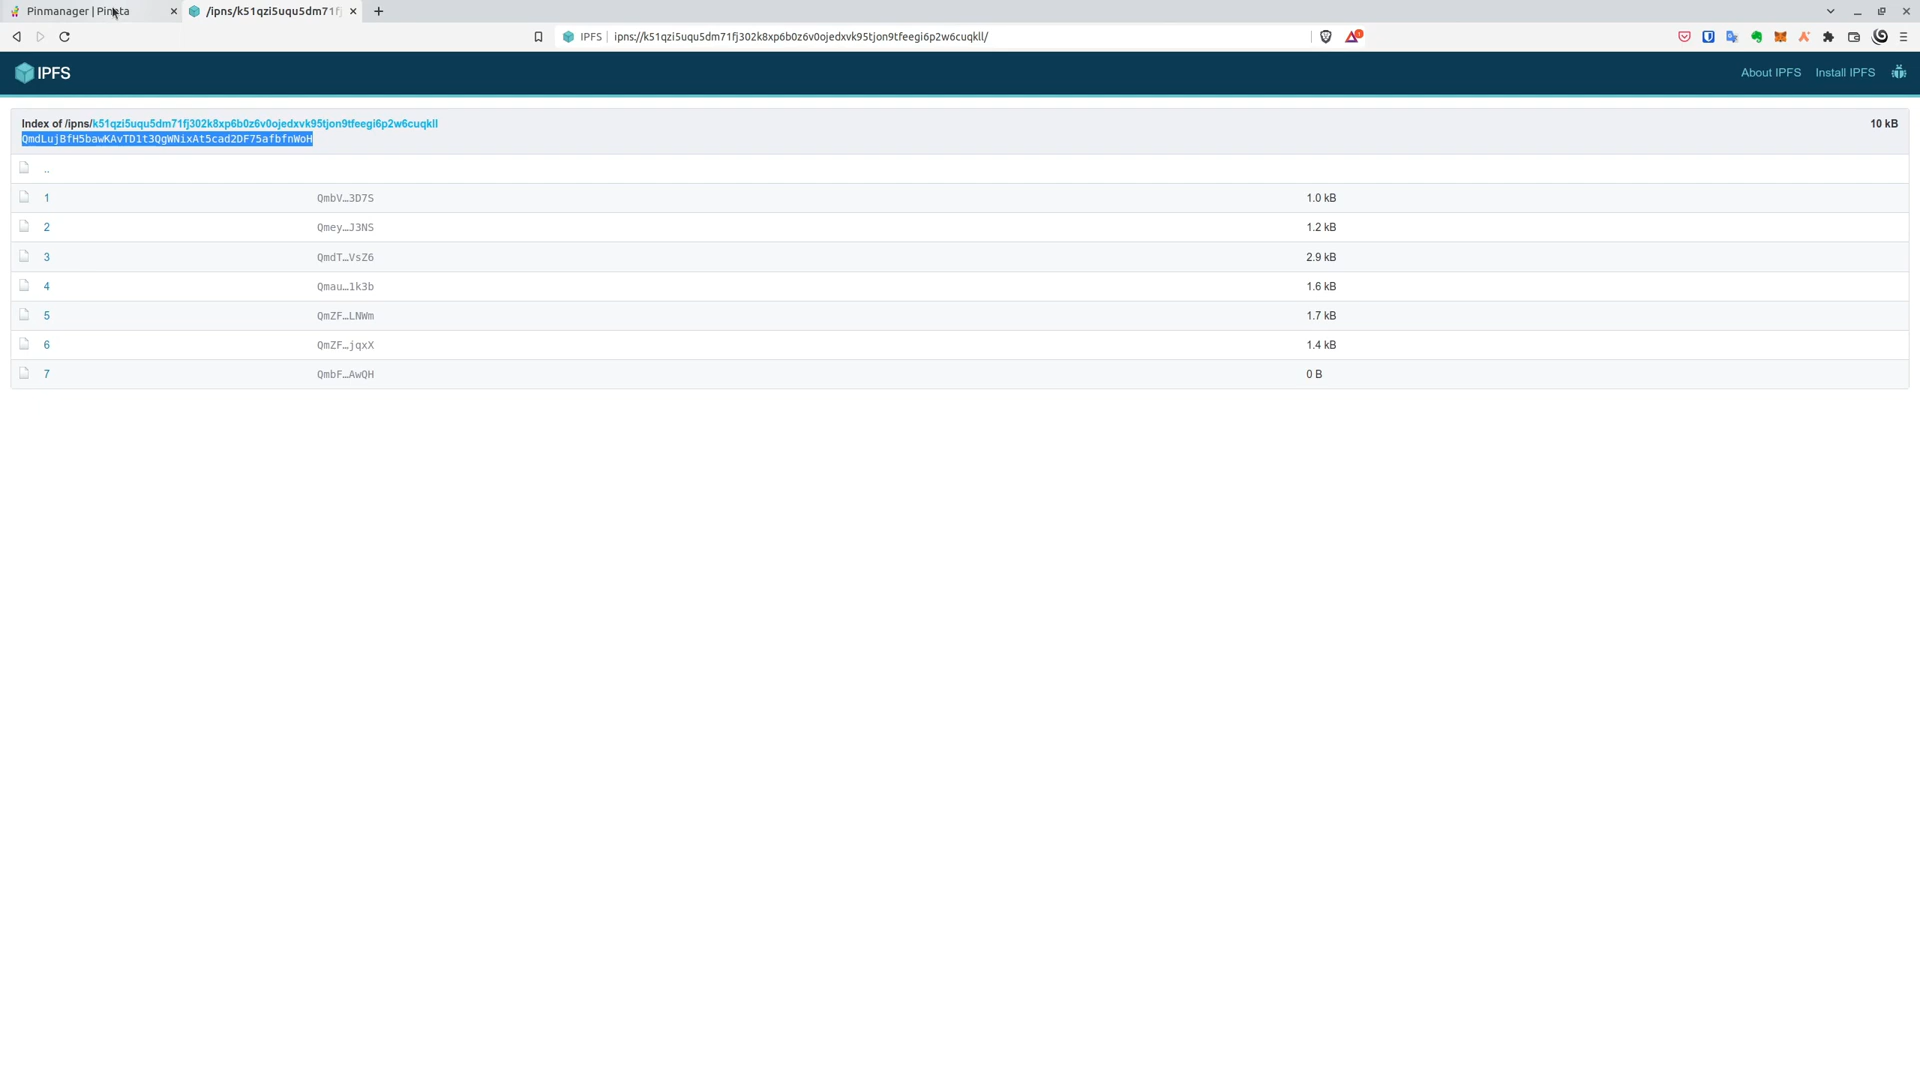 Pinmanager | Pinata
/ipns/k51qzi5uqu5dm71fj
IPFS
ipns://k51qzi5uqu5dm71fj302k8xp6b0z6v0ojedxvk95tjon9tfeegi6p2w6cuqkll/
1
IPFS
About IPFS
Install IPFS
Index of /ipns/k51qzi5uqu5dm71fj302k8xp6b0z6v0ojedxvk95tjon9tfeegi6p2w6cuqkll
10 kB
QmdLujBfH5bawKAvTD1t3QgWNixAt5cad2DF75afbfnWoH
..
1 QmbV…3D7S 1.0 kB
2 Qmey…J3NS 1.2 kB
3 QmdT…VsZ6 2.9 kB
4 Qmau…1k3b 1.6 kB
5 QmZF…LNWm 1.7 kB
6 QmZF…jqxX 1.4 kB
7 QmbF…AwQH 0 B